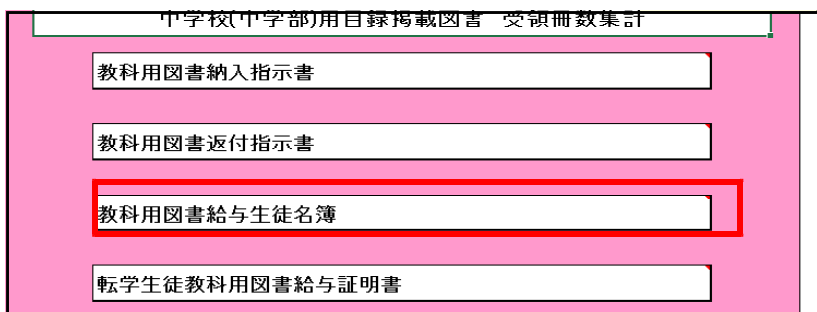 中学校(中学部)用目録掲載図書 受領冊数集計
教科用図書納入指示書
教科用図書返付指示書
教科用図書給与生徒名簿
転学生徒教科用図書給与証明書